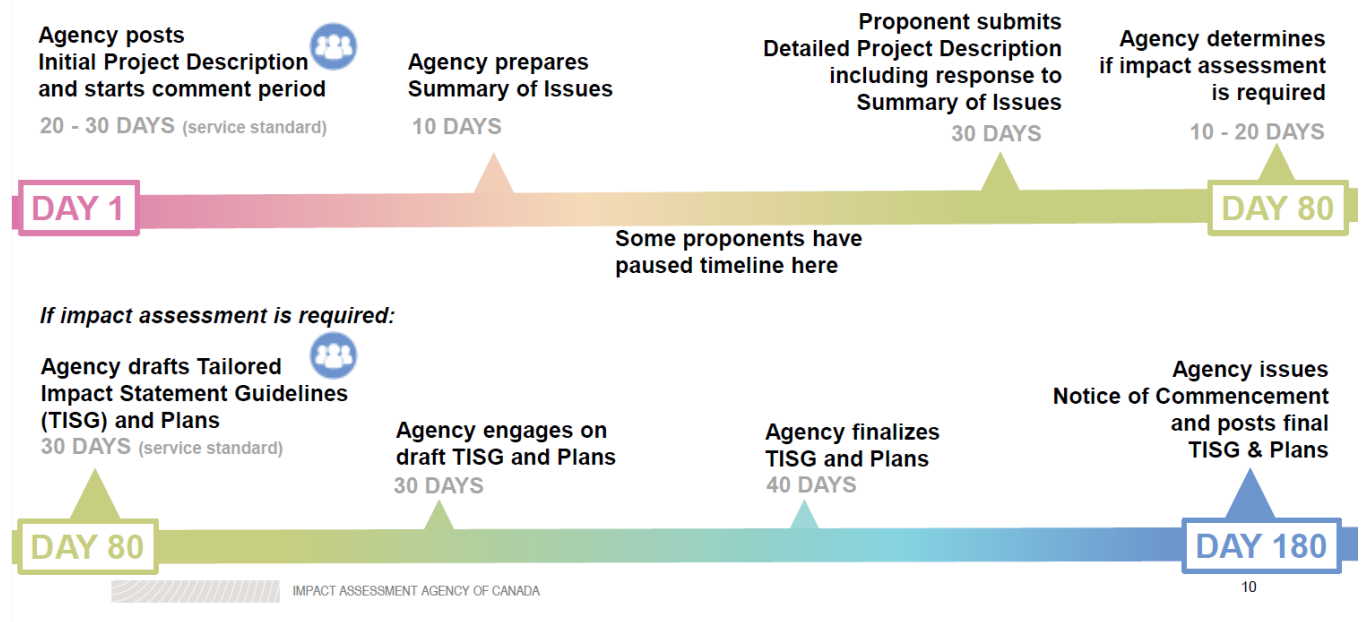 Agency posts
Initial Project Description
and starts comment period
20 - 30 DAYS (service standard)
Agency prepares
Summary of Issues
10 DAYS
Proponent submits
Detailed Project Description
including response to
Summary of Issues
30 DAYS
Agency determines
if impact assessment
is required
10 - 20 DAYS
DAY 1
DAY 80
Some proponents have
paused timeline here
If impact assessment is required:
Agency drafts Tailored
Impact Statement Guidelines
(TISG) and Plans
30 DAYS (service standard)
Agency engages on
draft TISG and Plans
30 DAYS
Agency finalizes
TISG and Plans
40 DAYS
Agency issues
Notice of Commencement
and posts final
TISG & Plans
DAY 80
DAY 180
IMPACT ASSESSMENT AGENCY OF CANADA
10